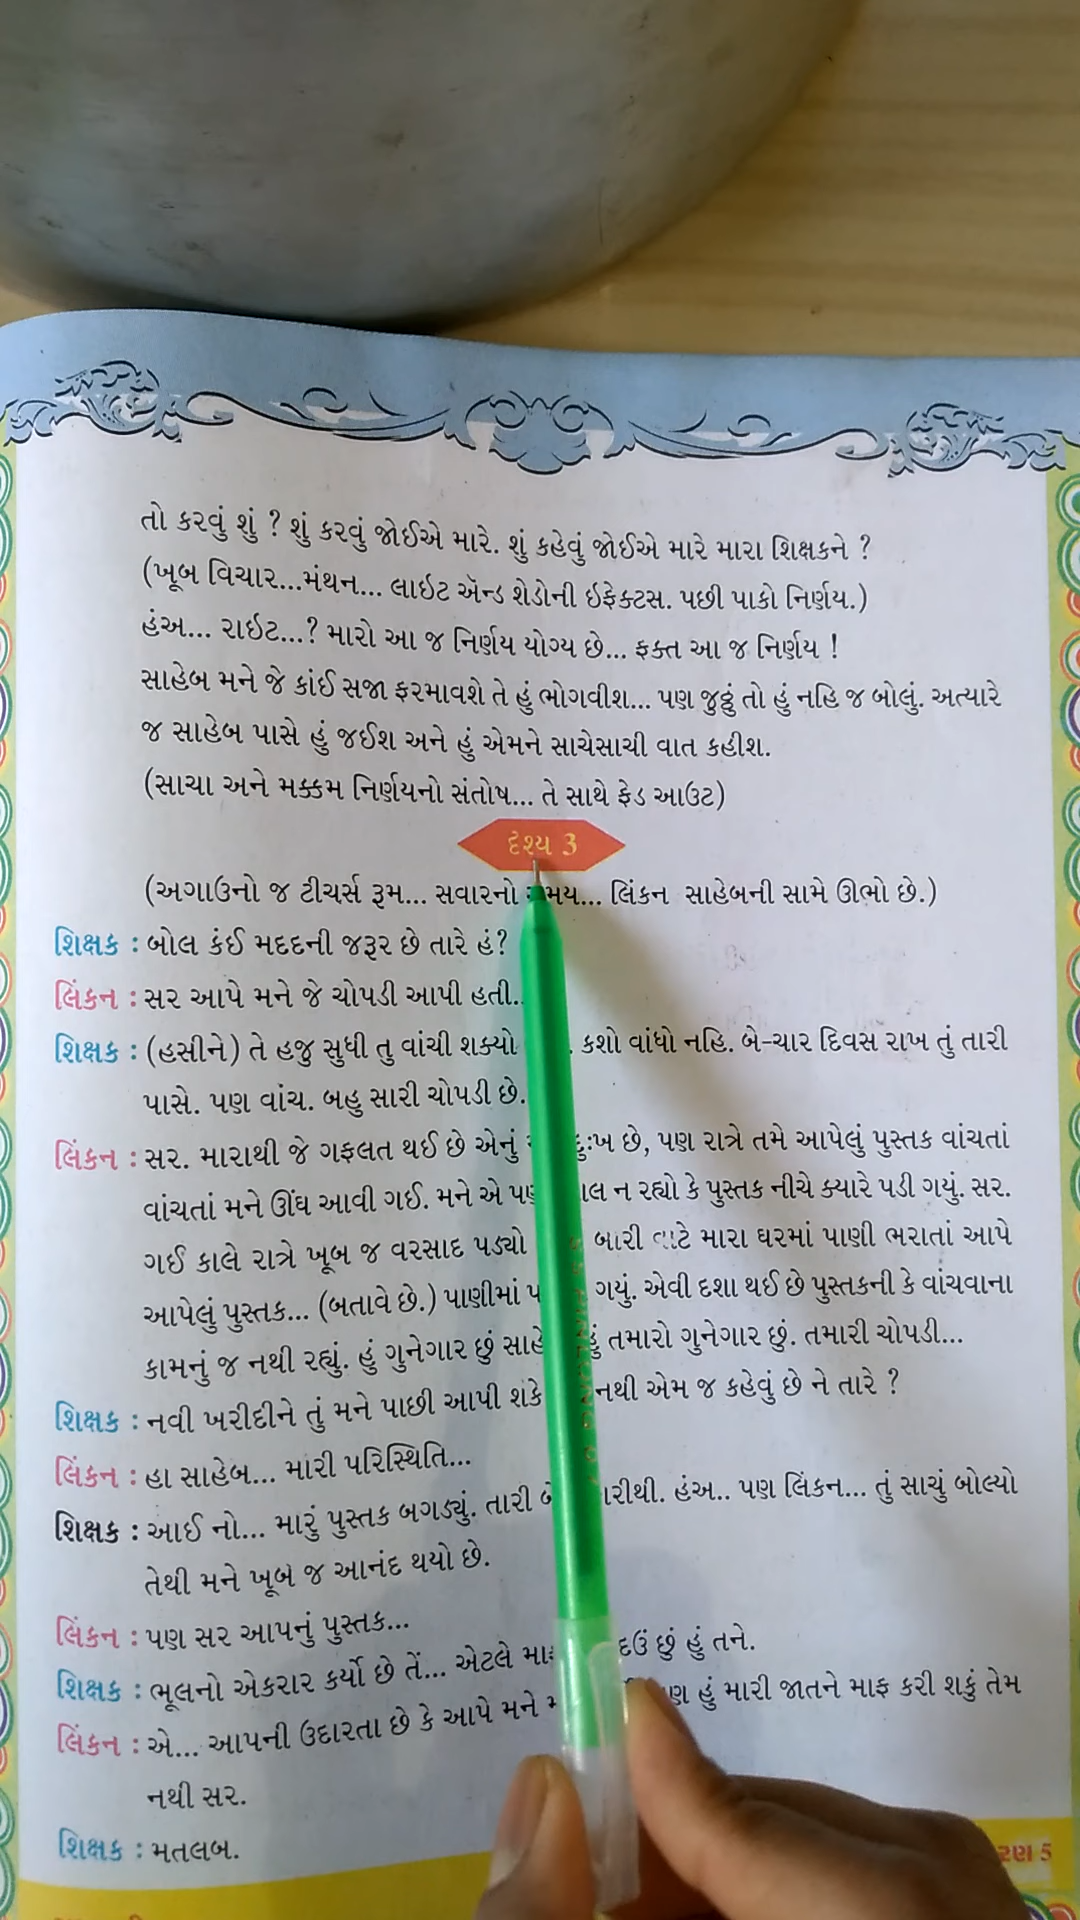 તો કરવું શું ? શું કરવું જોઈએ મારે. શું કહેવું જોઈએ મારે મારા શિક્ષકને ?
(ખૂબ વિચાર...મંથન... લાઇટ ઍન્ડ શેડોની ઇફેક્ટસ. પછી પાકો નિર્ણય.)
હંઅ... રાઇટ...? મારો આ જ નિર્ણય યોગ્ય છે... ફક્ત આ જ નિર્ણય !
સાહેબ મને જે કાંઈ સજા ફરમાવશે તે હું ભોગવીશ... પણ જુઠ્ઠું તો હું નહિ જ બોલું. અત્યારે
જ સાહેબ પાસે હું જઈશ અને હું એમને સાચેસાચી વાત કહીશ.
(સાચા અને મક્કમ નિર્ણયનો સંતોષ... તે સાથે ફેડ આઉટ)
દૃશ્ય 3
(અગાઉનો જ ટીચર્સ રૂમ... સવારનો ... લિંકન સાહેબની સામે ઊભો છે.)
શિક્ષક : બોલ કંઈ મદદની જરૂર છે તારે હં?
લિંકન : સર આપે મને જે ચોપડી આપી હતી..
શિક્ષક : (હસીને) તે હજુ સુધી તુ વાંચી શક્યો કશો વાંધો નહિ. બે-ચાર દિવસ રાખ તું તારી
પાસે. પણ વાંચ. બહુ સારી ચોપડી છે.
લિંકન : સર. મારાથી જે ગફલત થઈ છે એનું છે, પણ રાત્રે તમે આપેલું પુસ્તક વાંચતાં
વાંચતાં મને ઊંઘ આવી ગઈ. મને એ ન રહ્યો કે પુસ્તક નીચે ક્યારે પડી ગયું. સર.
ગઈ કાલે રાત્રે ખૂબ જ વરસાદ પડ્યો બારી વાટે મારા ઘરમાં પાણી ભરાતાં આપે
આપેલું પુસ્તક... (બતાવે છે.) પાણીમાં ગયું. એવી દશા થઈ છે પુસ્તકની કે વાંચવાના
કામનું જ નથી રહ્યું. હું ગુનેગાર છું હું તમારો ગુનેગાર છું. તમારી ચોપડી...
શિક્ષક : નવી ખરીદીને તું મને પાછી આપી શકે નથી એમ જ કહેવું છે ને તારે ?
લિંકન : હા સાહેબ... મારી પરિસ્થિતિ...
શિક્ષક : આઈ નો... મારું પુસ્તક બગડ્યું. તારી હંઅ.. પણ લિંકન... તું સાચું બોલ્યો
તેથી મને ખૂબ જ આનંદ થયો છે.
લિંકન : પણ સર આપનું પુસ્તક...
શિક્ષક : ભૂલનો એકરાર કર્યો છે તેં... એટલે દઉં છું હું તને.
લિંકન : એ... આપની ઉદારતા છે કે આપે મને હું મારી જાતને માફ કરી શકું તેમ
નથી સર.
શિક્ષક : મતલબ.
5